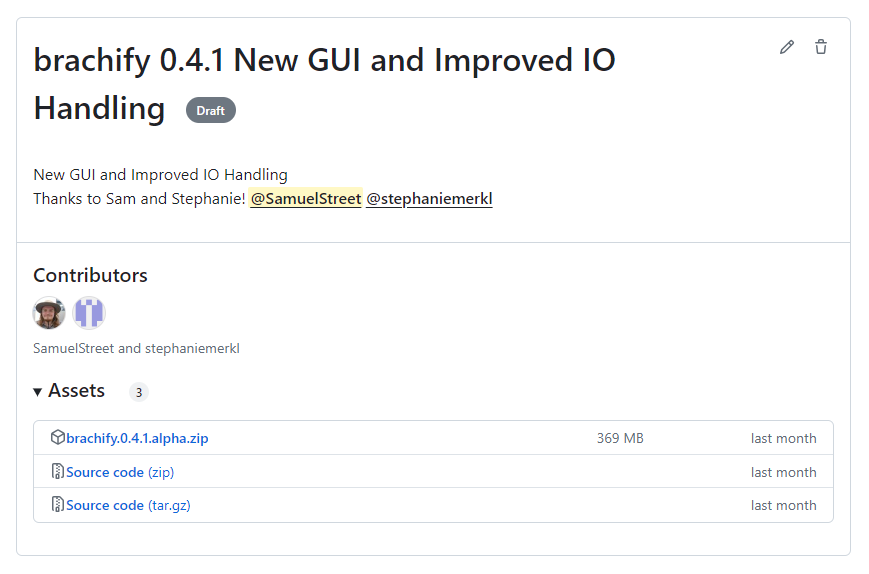 brachify 0.4.1 New GUI and Improved IO
Handling Draft
New GUI and Improved IO Handling
Thanks to Sam and Stephanie! @SamuelStreet @stephaniemerkl
Contributors
SamuelStreet and stephaniemerkl
Assets 3
brachify.0.4.1.alpha.zip 369 MB last month
Source code (zip) last month
Source code (tar.gz) last month